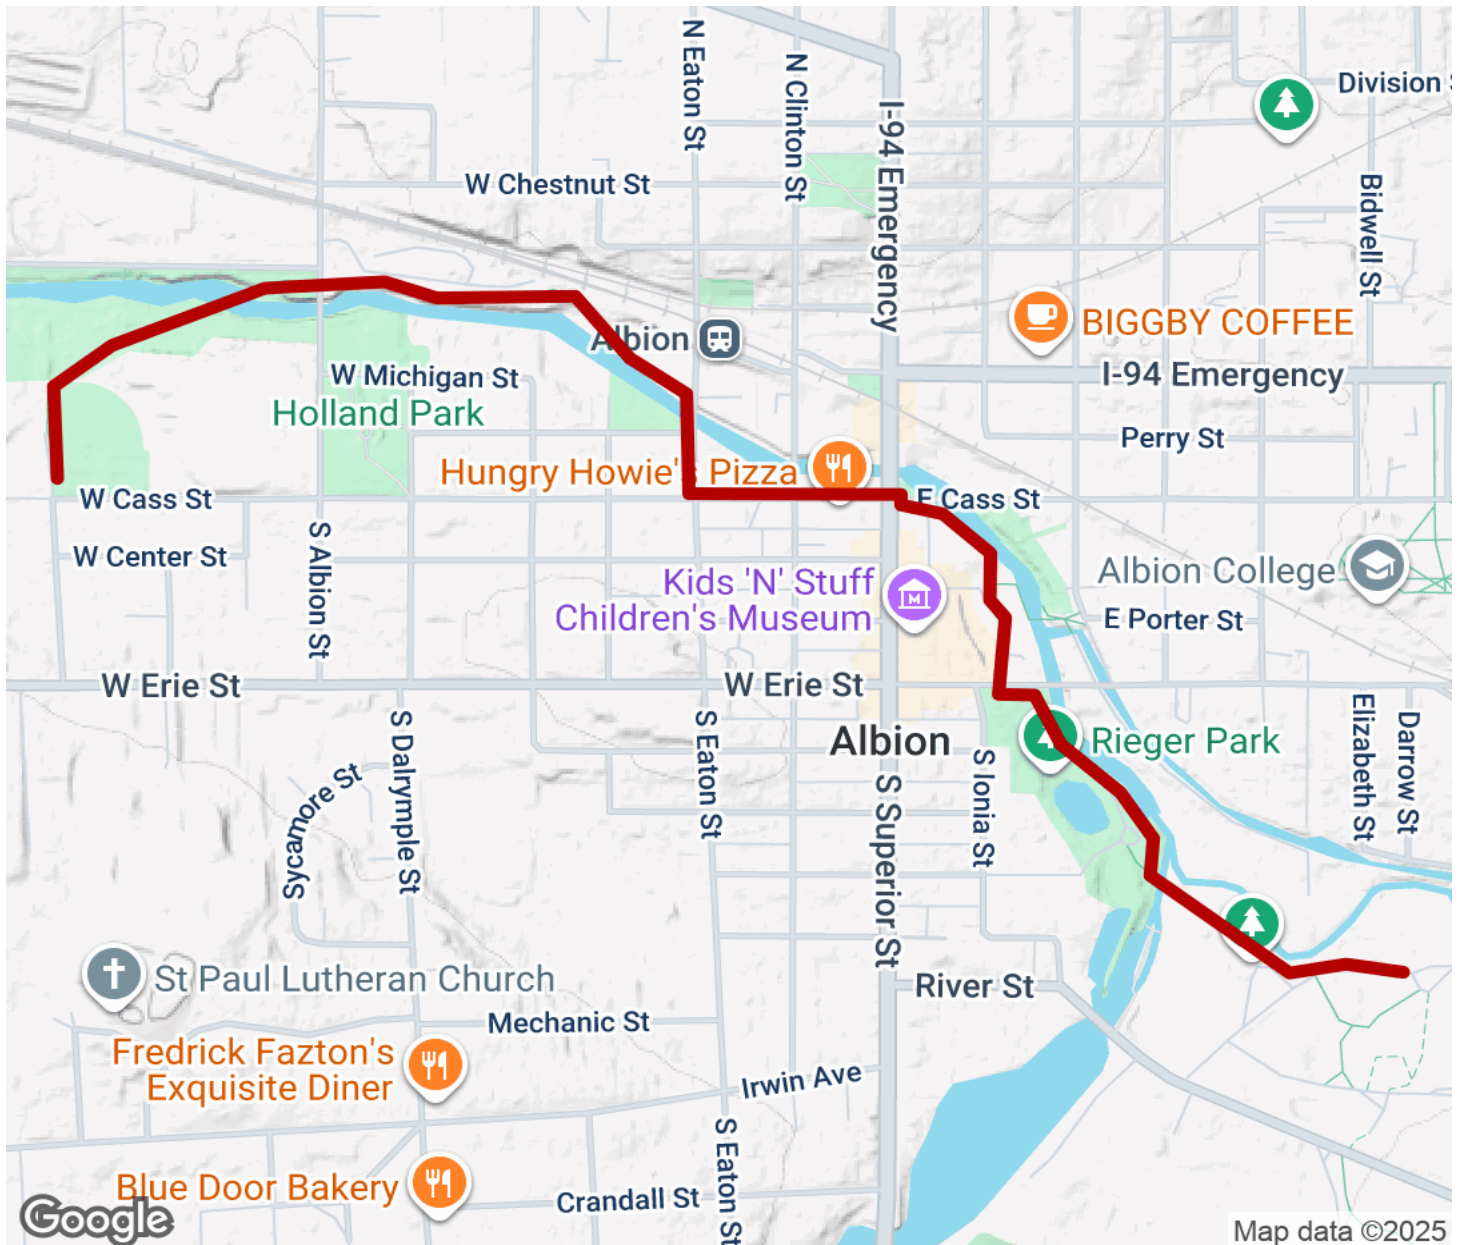 N Eaton St
N Clinton St
I-94 Emergency
Division S
W Chestnut St
Bidwell St
Albion
BIGGBY COFFEE
W Michigan St
I-94 Emergency
Holland Park
Perry St
Hungry Howie's Pizza
W Cass St
E Cass St
S Albion St
W Center St
Kids 'N' Stuff
Children's Museum
Albion College
E Porter St
W Erie St
W Erie St
Albion
Rieger Park
Elizabeth St
Darrow St
S Dalrymple St
S Eaton St
S Ionia St
S Superior St
Sycamore St
St Paul Lutheran Church
River St
Mechanic St
Fredrick Fazton's
Exquisite Diner
Irwin Ave
S Eaton St
Blue Door Bakery
Crandall St
Google
Map data ©2025